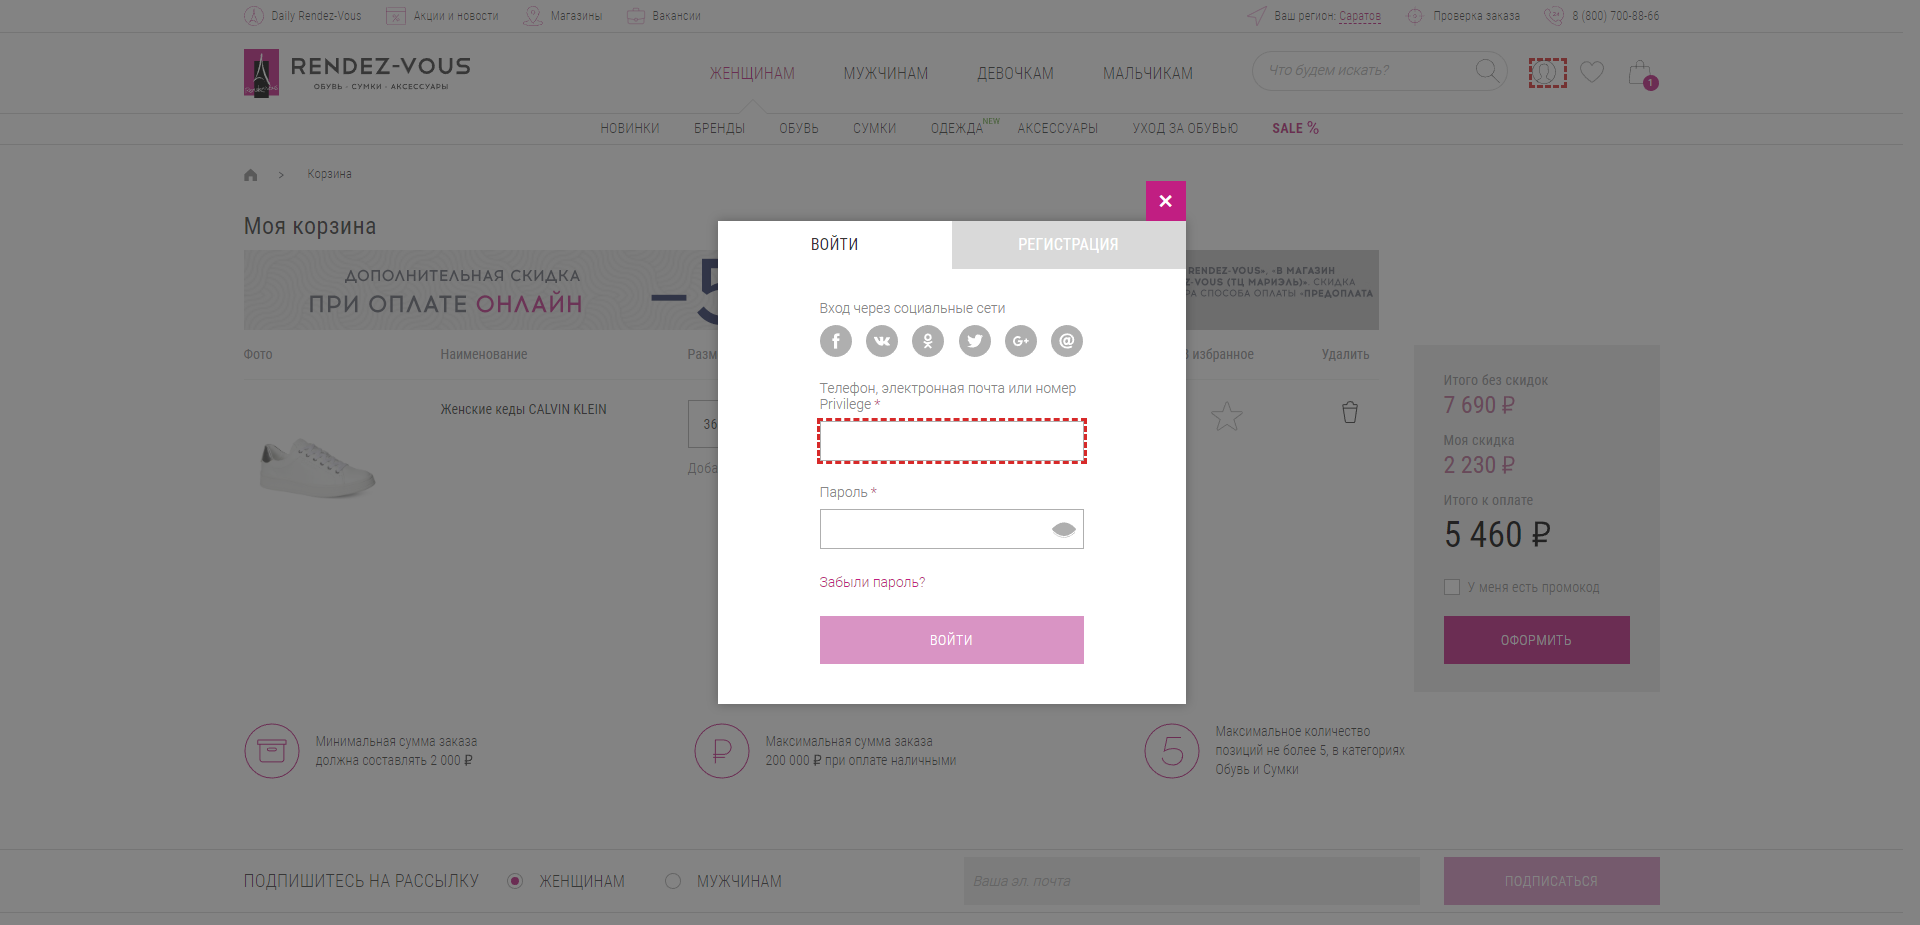 Daily Rendez-Vous
Акции и новости
Магазины
Вакансии
Ваш регион: Саратов
Проверка заказа
8 (800) 700-88-66
RENDEZ-VOUS
ОБУВЬ · СУМКИ · АКСЕССУАРЫ
ЖЕНЩИНАМ
МУЖЧИНАМ
ДЕВОЧКАМ
МАЛЬЧИКАМ
Что будем искать?
1
НОВИНКИ
БРЕНДЫ
ОБУВЬ
СУМКИ
ОДЕЖДА
NEW
АКСЕССУАРЫ
УХОД ЗА ОБУВЬЮ
SALE %
> Корзина
Моя корзина
ДОПОЛНИТЕЛЬНАЯ СКИДКА
ПРИ ОПЛАТЕ ОНЛАЙН
–5
RENDEZ-VOUS», «В МАГАЗИН
Z-VOUS (ТЦ МАРИЭЛЬ)». СКИДКА
РА СПОСОБА ОПЛАТЫ «ПРЕДОПЛАТА
Фото
Наименование
Разм
избранное
Удалить
Женские кеды CALVIN KLEIN
36
Доба
ВОЙТИ
РЕГИСТРАЦИЯ
Вход через социальные сети
Телефон, электронная почта или номер
Privilege *
Пароль *
Забыли пароль?
ВОЙТИ
Итого без скидок
7 690 ₽
Моя скидка
2 230 ₽
Итого к оплате
5 460 ₽
У меня есть промокод
ОФОРМИТЬ
Минимальная сумма заказа
должна составлять 2 000 ₽
₽
Максимальная сумма заказа
200 000 ₽ при оплате наличными
5
Максимальное количество
позиций не более 5, в категориях
Обувь и Сумки
ПОДПИШИТЕСЬ НА РАССЫЛКУ
ЖЕНЩИНАМ
МУЖЧИНАМ
Ваша эл. почта
ПОДПИСАТЬСЯ